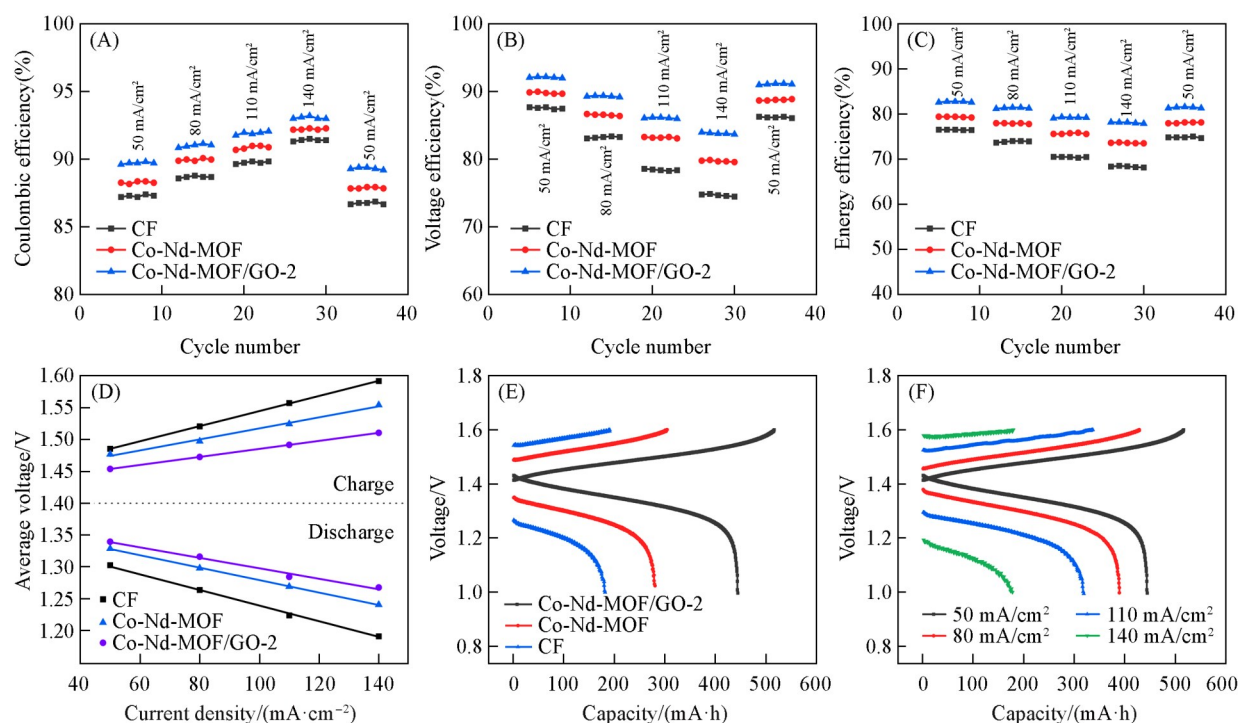 (A)
100
95
90
85
80
Coulombic efficiency(%)
50 mA/cm²
80 mA/cm²
110 mA/cm²
140 mA/cm²
50 mA/cm²
CF
Co-Nd-MOF
Co-Nd-MOF/GO-2
0 10 20 30 40
Cycle number
(B)
100
90
80
70
60
Voltage efficiency(%)
50 mA/cm²
80 mA/cm²
110 mA/cm²
140 mA/cm²
50 mA/cm²
CF
Co-Nd-MOF
Co-Nd-MOF/GO-2
0 10 20 30 40
Cycle number
(C)
100
90
80
70
60
50
40
Energy efficiency(%)
50 mA/cm²
80 mA/cm²
110 mA/cm²
140 mA/cm²
50 mA/cm²
CF
Co-Nd-MOF
Co-Nd-MOF/GO-2
0 10 20 30 40
Cycle number
(D)
1.60
1.55
1.50
1.45
1.40
1.35
1.30
1.25
1.20
Average voltage/V
Charge
Discharge
CF
Co-Nd-MOF
Co-Nd-MOF/GO-2
40 60 80 100 120 140
Current density/(mA·cm⁻²)
(E)
1.8
1.6
1.4
1.2
1.0
0.8
Voltage/V
Co-Nd-MOF/GO-2
Co-Nd-MOF
CF
0 100 200 300 400 500 600
Capacity/(mA·h)
(F)
1.8
1.6
1.4
1.2
1.0
0.8
Voltage/V
50 mA/cm² 110 mA/cm²
80 mA/cm² 140 mA/cm²
0 100 200 300 400 500 600
Capacity/(mA·h)